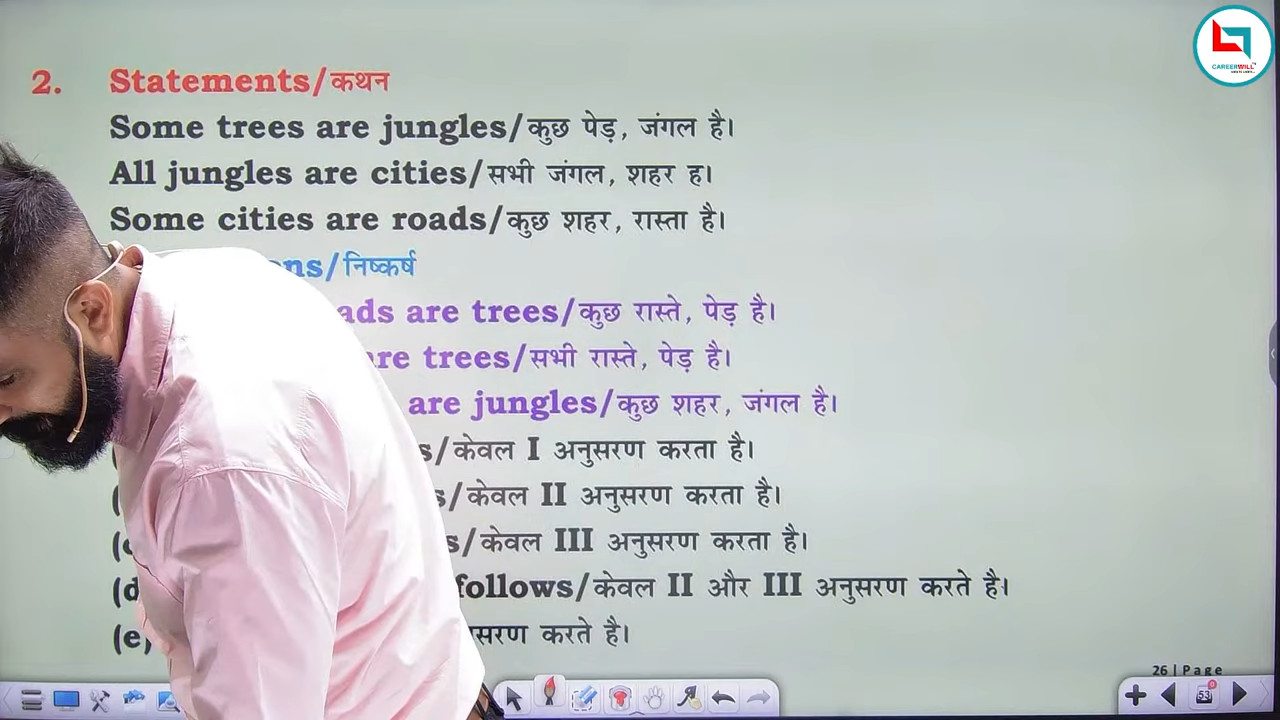 2. Statements/कथन
Some trees are jungles/कुछ पेड़, जंगल है।
All jungles are cities/सभी जंगल, शहर ह।
Some cities are roads/कुछ शहर, रास्ता है।
ns/निष्कर्ष
ads are trees/कुछ रास्ते, पेड़ है।
are trees/सभी रास्ते, पेड़ है।
are jungles/कुछ शहर, जंगल है।
s/केवल I अनुसरण करता है।
s/केवल II अनुसरण करता है।
s/केवल III अनुसरण करता है।
(d follows/केवल II और III अनुसरण करते है।
(e) सरण करते है।
26 | Page
53
CAREERWILL